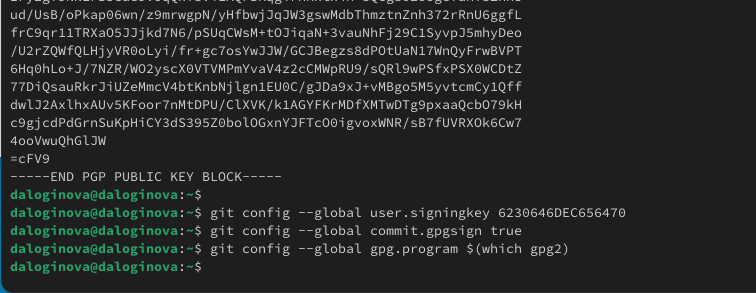 ud/UsB/oPkap06wn/z9mrwgpN/yHfbwjJqJW3gswMdbThmztnZnh372rRnU6ggfL
frC9qr11TRXaO5JJjkd7N6/pSUqCWsM+tOJiqaN+3vauNhFj29C1SyvpJ5mhyDeo
/U2rZQWfQLHjyVR0oLyi/fr+gc7osYwJJW/GCJBegzs8dPOtUaN17WnQyFrwBVPT
6Hq0hLo+J/7NZR/WO2yscX0VTVMPmYvaV4z2cCMWpRU9/sQRl9wPSfxPSX0WCDtZ
77DiQsauRkrJiUZeMmcV4btKnbNjlgn1EU0C/gJDa9xJ+vMBgo5M5yvtcmCy1Qff
dwlJ2AxlhxAUv5KFoor7nMtDPU/ClXVK/k1AGYFKrMDfXMTwDTg9pxaaQcbO79kH
c9gjcdPdGrnSuKpHiCY3dS395Z0bolOGxnYJFTcO0igvoxWNR/sB7fUVRXOk6Cw7
4ooVwuQhGlJW
=cFV9
-----END PGP PUBLIC KEY BLOCK-----
daloginova@daloginova:~$
daloginova@daloginova:~$ git config --global user.signingkey 6230646DEC656470
daloginova@daloginova:~$ git config --global commit.gpgsign true
daloginova@daloginova:~$ git config --global gpg.program $(which gpg2)
daloginova@daloginova:~$